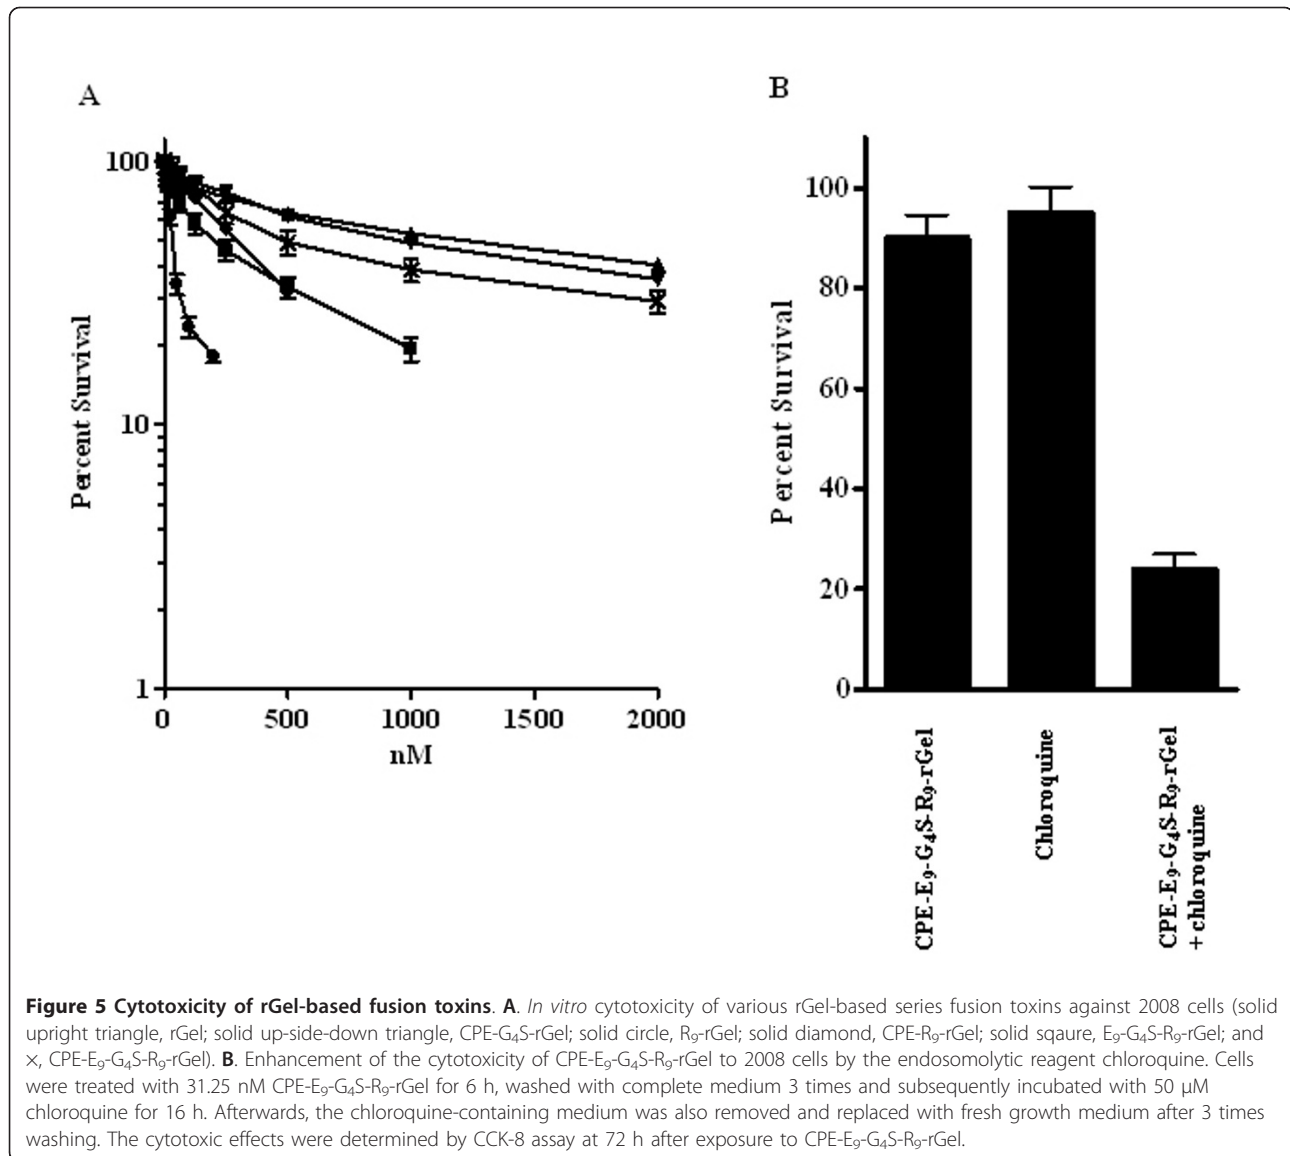 A
100
10
1
Percent Survival
0
500
1000
1500
2000
nM
B
100
80
60
40
20
0
Percent Survival
CPE-E₉-G₄S-R₉-rGel
Chloroquine
CPE-E₉-G₄S-R₉-rGel
+ chloroquine
Figure 5 Cytotoxicity of rGel-based fusion toxins. A. In vitro cytotoxicity of various rGel-based series fusion toxins against 2008 cells (solid
upright triangle, rGel; solid up-side-down triangle, CPE-G₄S-rGel; solid circle, R₉-rGel; solid diamond, CPE-R₉-rGel; solid sqaure, E₉-G₄S-R₉-rGel; and
×, CPE-E₉-G₄S-R₉-rGel). B. Enhancement of the cytotoxicity of CPE-E₉-G₄S-R₉-rGel to 2008 cells by the endosomolytic reagent chloroquine. Cells
were treated with 31.25 nM CPE-E₉-G₄S-R₉-rGel for 6 h, washed with complete medium 3 times and subsequently incubated with 50 μM
chloroquine for 16 h. Afterwards, the chloroquine-containing medium was also removed and replaced with fresh growth medium after 3 times
washing. The cytotoxic effects were determined by CCK-8 assay at 72 h after exposure to CPE-E₉-G₄S-R₉-rGel.